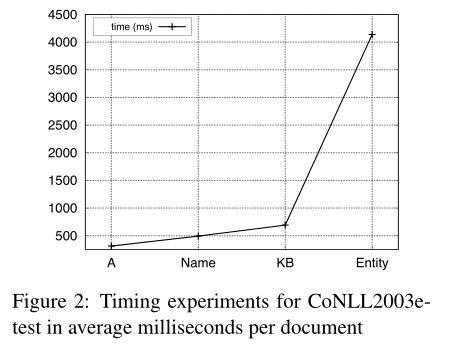 4500
time (ms)
4000
3500
3000
2500
2000
1500
1000
500
A Name KB Entity
Figure 2: Timing experiments for CoNLL2003e-
test in average milliseconds per document